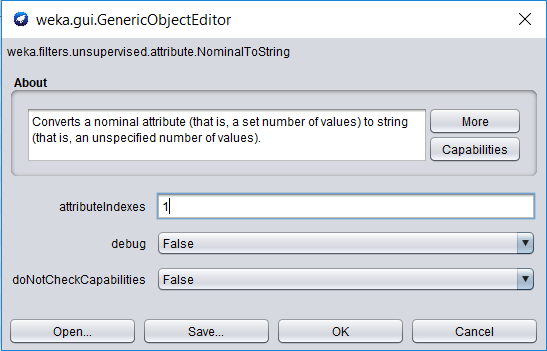 weka.gui.GenericObjectEditor
weka.filters.unsupervised.attribute.NominalToString
About
Converts a nominal attribute (that is, a set number of values) to string
(that is, an unspecified number of values).
More
Capabilities
attributeIndexes 1
debug False
doNotCheckCapabilities False
Open... Save... OK Cancel